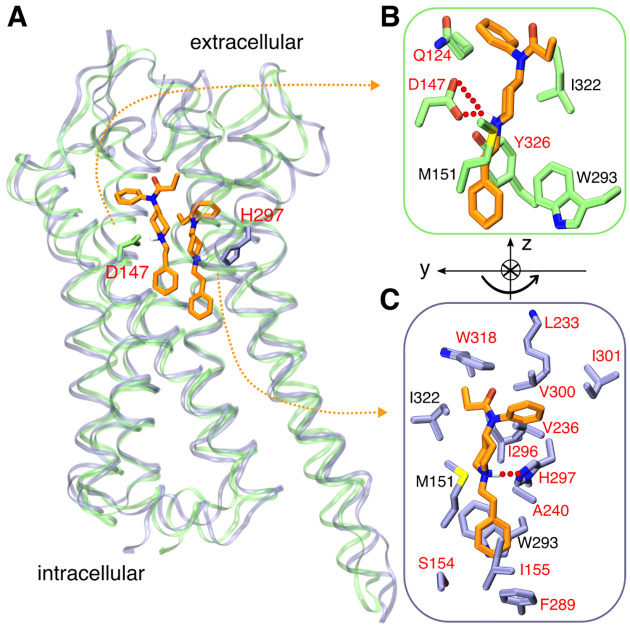 A
extracellular
H297
D147
intracellular
B
Q124
D147
I322
Y326
M151
W293
z
y
C
L233
W318
I301
V300
I322
V236
I296
M151
H297
A240
W293
S154
I155
F289